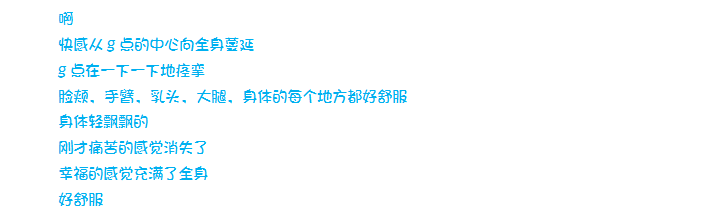 啊
快感从g点的中心向全身蔓延
g点在一下一下地痉挛
脸颊、手臂、乳头、大腿、身体的每个地方都好舒服
身体轻飘飘的
刚才痛苦的感觉消失了
幸福的感觉充满了全身
好舒服